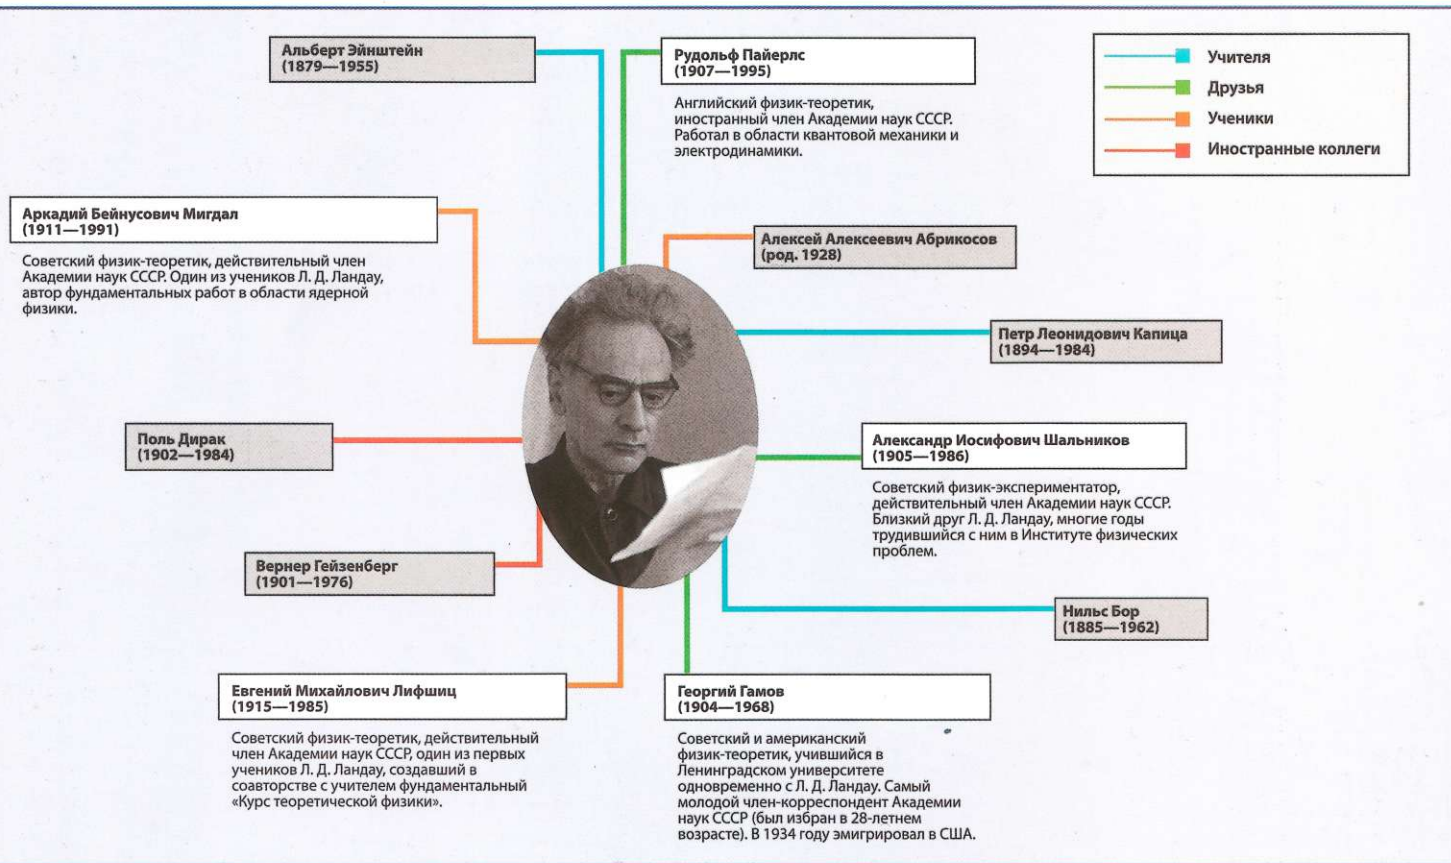 Альберт Эйнштейн
(1879—1955)
Рудольф Пайерлс
(1907—1995)
Английский физик-теоретик,
иностранный член Академии наук СССР.
Работал в области квантовой механики и
электродинамики.
Учителя
Друзья
Ученики
Иностранные коллеги
Аркадий Бейнусович Мигдал
(1911—1991)
Советский физик-теоретик, действительный член
Академии наук СССР. Один из учеников Л. Д. Ландау,
автор фундаментальных работ в области ядерной
физики.
Алексей Алексеевич Абрикосов
(род. 1928)
Петр Леонидович Капица
(1894—1984)
Поль Дирак
(1902—1984)
Александр Иосифович Шальников
(1905—1986)
Советский физик-экспериментатор,
действительный член Академии наук СССР.
Близкий друг Л. Д. Ландау, многие годы
трудившийся с ним в Институте физических
проблем.
Вернер Гейзенберг
(1901—1976)
Нильс Бор
(1885—1962)
Евгений Михайлович Лифшиц
(1915—1985)
Советский физик-теоретик, действительный
член Академии наук СССР, один из первых
учеников Л. Д. Ландау, создавший в
соавторстве с учителем фундаментальный
«Курс теоретической физики».
Георгий Гамов
(1904—1968)
Советский и американский
физик-теоретик, учившийся в
Ленинградском университете
одновременно с Л. Д. Ландау. Самый
молодой член-корреспондент Академии
наук СССР (был избран в 28-летнем
возрасте). В 1934 году эмигрировал в США.